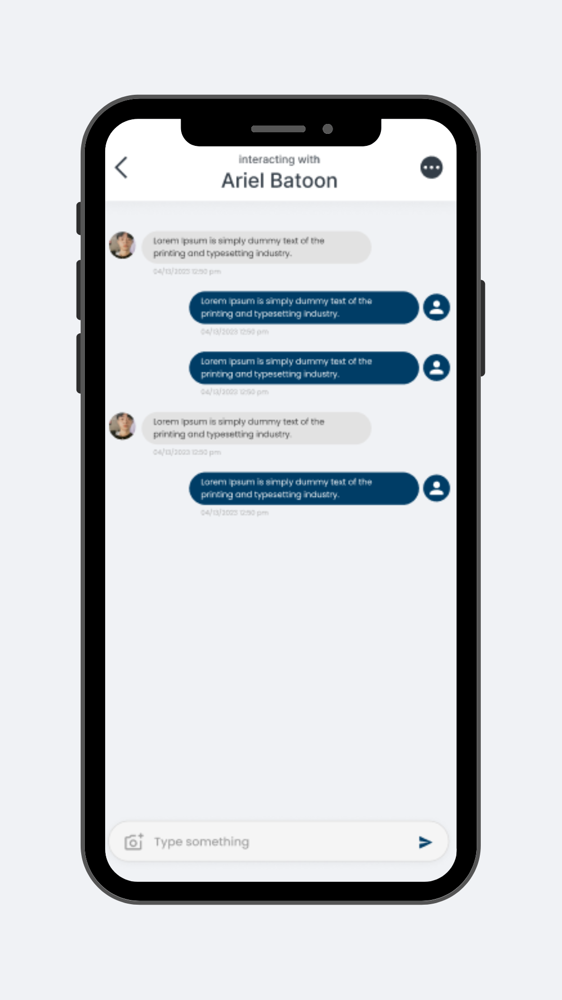 interacting with
Ariel Batoon
Lorem Ipsum is simply dummy text of the
printing and typesetting industry.
04/13/2023 12:50 pm
Lorem Ipsum is simply dummy text of the
printing and typesetting industry.
04/13/2023 12:50 pm
Lorem Ipsum is simply dummy text of the
printing and typesetting industry.
04/13/2023 12:50 pm
Lorem Ipsum is simply dummy text of the
printing and typesetting industry.
04/13/2023 12:50 pm
Lorem Ipsum is simply dummy text of the
printing and typesetting industry.
04/13/2023 12:50 pm
Type something